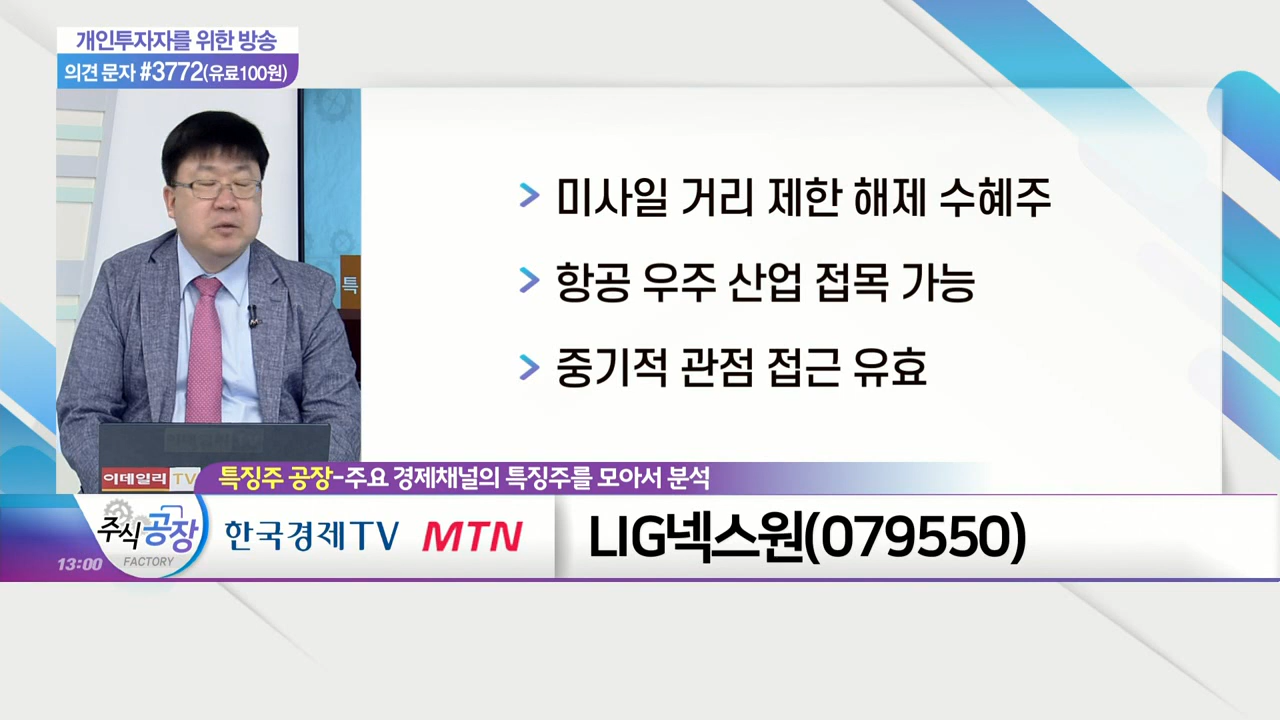 개인투자자를 위한 방송
의견 문자 #3772(유료100원)
> 미사일 거리 제한 해제 수혜주
> 항공 우주 산업 접목 가능
> 중기적 관점 접근 유효
특
이데일리 TV
특징주 공장-주요 경제채널의 특징주를 모아서 분석
주식공장
FACTORY
13:00
한국경제TV MTN
LIG넥스원(079550)